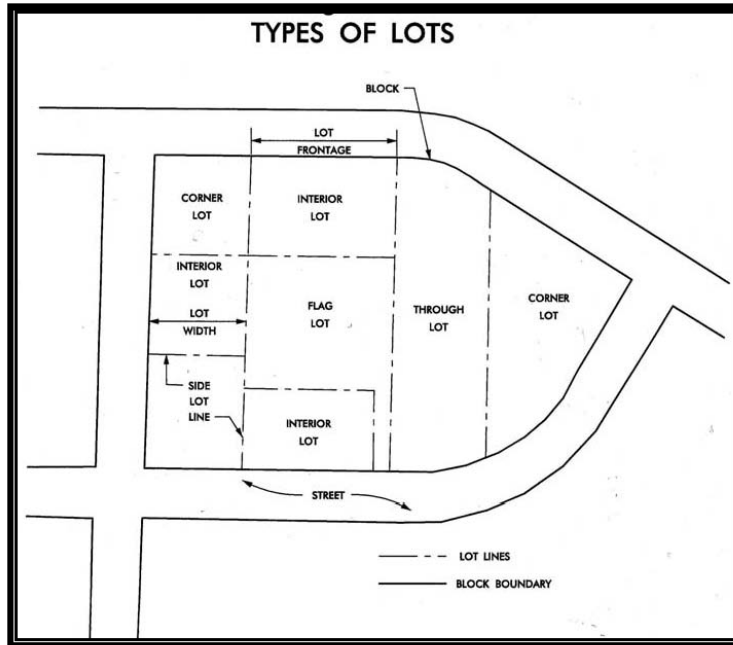 TYPES OF LOTS
BLOCK
LOT
FRONTAGE
CORNER
LOT
INTERIOR
LOT
INTERIOR
LOT
LOT
WIDTH
FLAG
LOT
THROUGH
LOT
CORNER
LOT
SIDE
LOT
LINE
INTERIOR
LOT
STREET
LOT LINES
BLOCK BOUNDARY